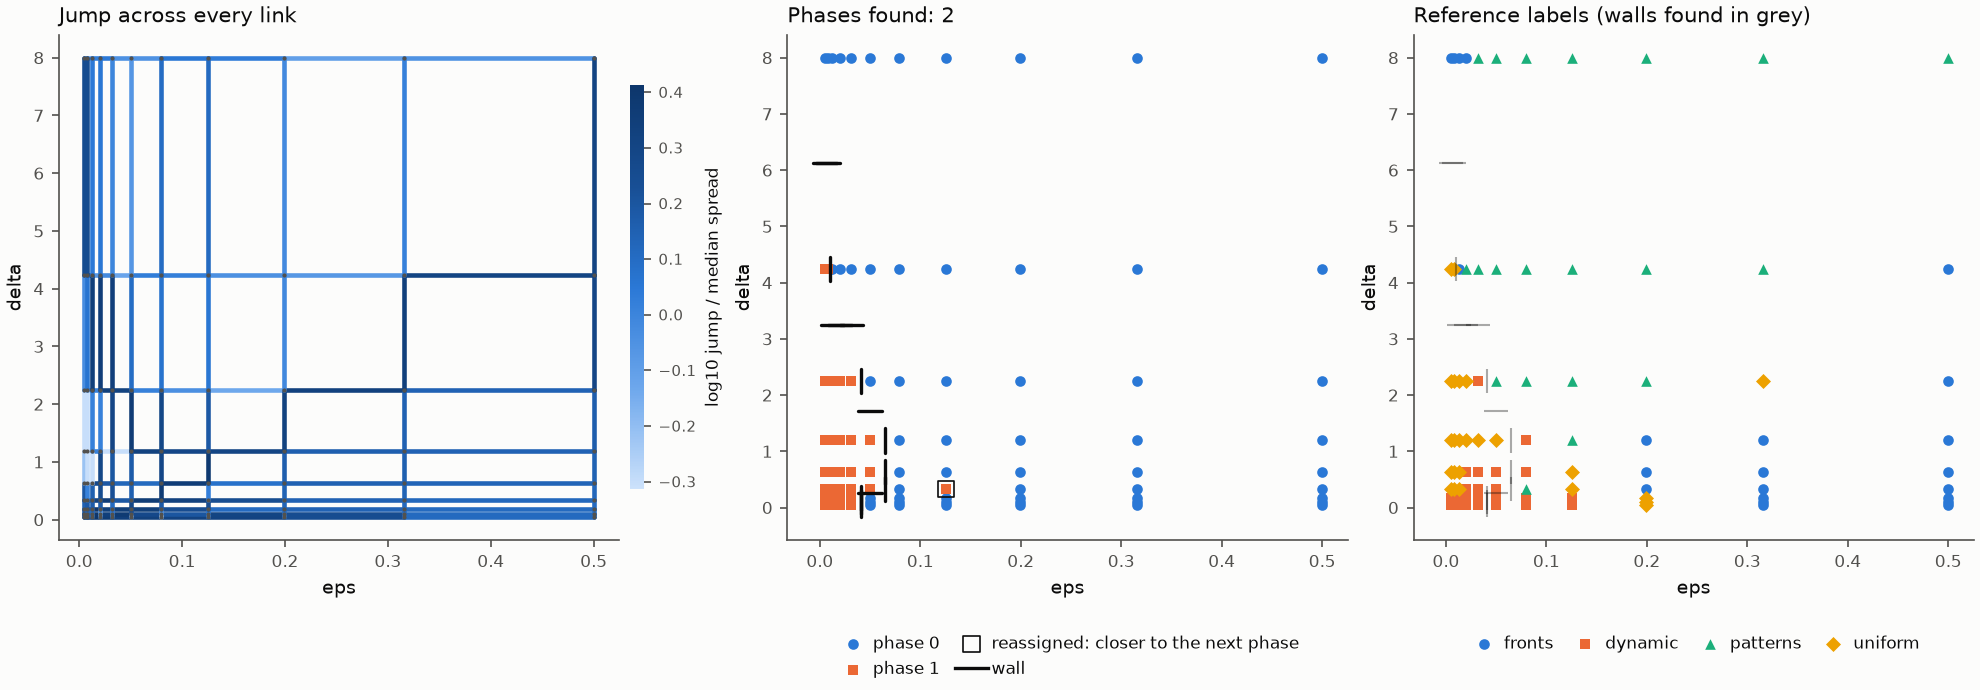 Jump across every link
Phases found: 2
Reference labels (walls found in grey)
8
7
6
5
4
3
2
1
0
delta
0.0
0.1
0.2
0.3
0.4
0.5
eps
0.4
0.3
0.2
0.1
0.0
−0.1
−0.2
−0.3
log10 jump / median spread
8
7
6
5
4
3
2
1
0
delta
0.0
0.1
0.2
0.3
0.4
0.5
eps
phase 0
reassigned: closer to the next phase
phase 1
wall
8
7
6
5
4
3
2
1
0
delta
0.0
0.1
0.2
0.3
0.4
0.5
eps
fronts
dynamic
patterns
uniform